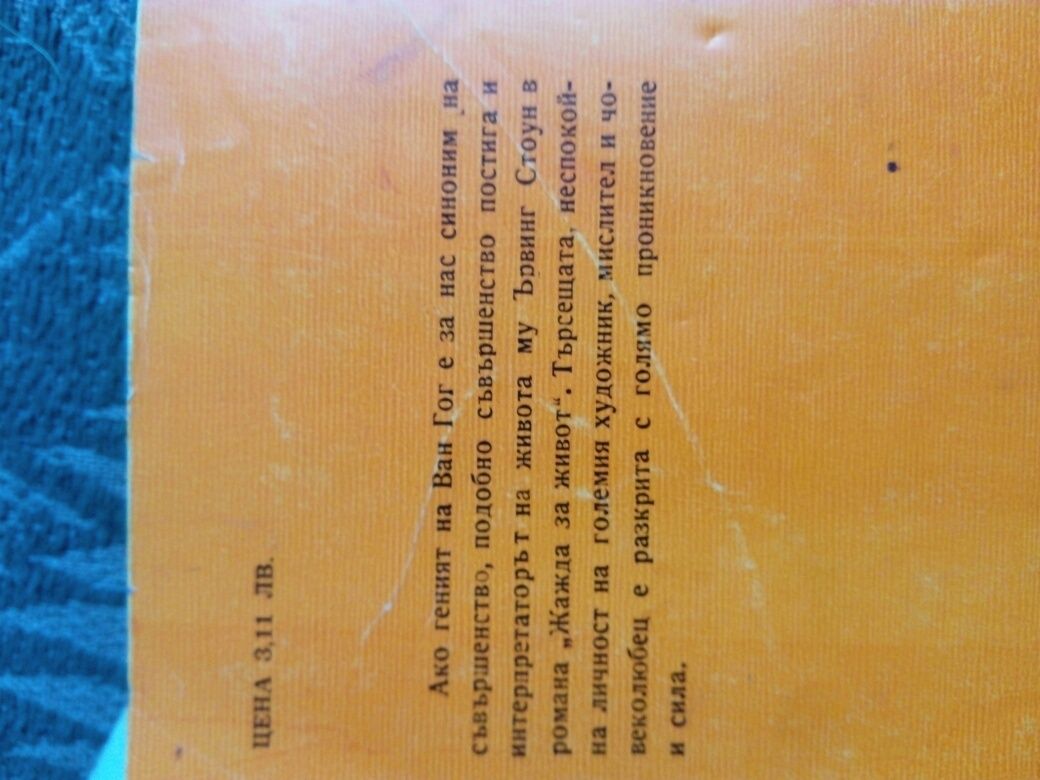 ЦЕНА 3,11 ЛВ.
Ако геният на Ван Гог е за нас синоним на
съвършенство, подобно съвършенство постига и
интерпретаторът на живота му Ървинг Стоун в
романа „Жажда за живот“. Търсещата, неспокой-
на личност на големия художник, мислител и чо-
веколюбец е разкрита с голямо проникновение
и сила.